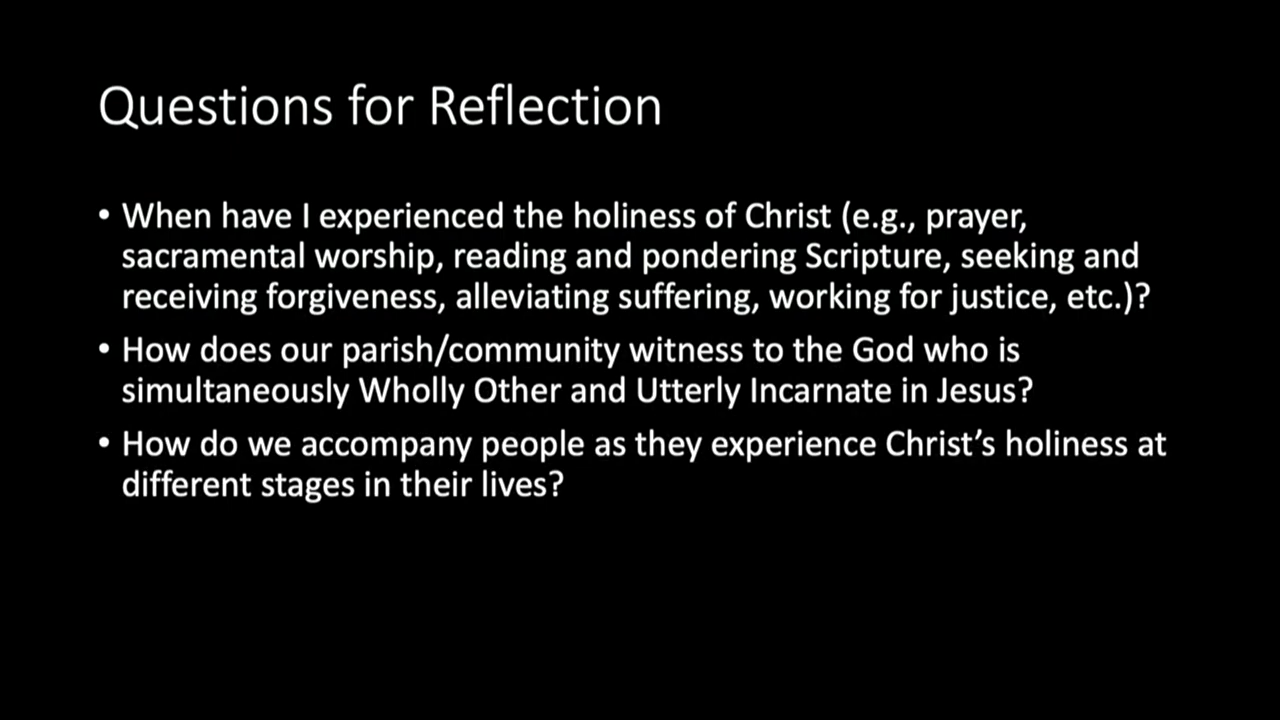 Questions for Reflection
• When have I experienced the holiness of Christ (e.g., prayer,
sacramental worship, reading and pondering Scripture, seeking and
receiving forgiveness, alleviating suffering, working for justice, etc.)?
• How does our parish/community witness to the God who is
simultaneously Wholly Other and Utterly Incarnate in Jesus?
• How do we accompany people as they experience Christ’s holiness at
different stages in their lives?